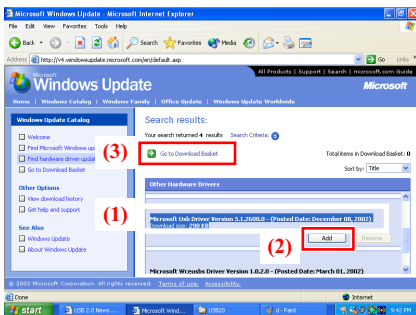 Microsoft Windows Update - Microsoft Internet Explorer
File Edit View Favorites Tools Help
Back Search Favorites Media
Address http://v4.windowsupdate.microsoft.com/en/default.asp Go Links
All Products | Support | Search | microsoft.com Guide
Microsoft
Windows Update
Microsoft
Home | Windows Catalog | Windows Family | Office Update | Windows Update Worldwide
Windows Update Catalog
Welcome
Find Microsoft Windows up
Find hardware driver updat
Go to Download Basket
Other Options
View download history
Get help and support
See Also
Windows Update
About Windows Update
Search results:
Your search returned 4 results Search Criteria:
(3)
Go to Download Basket
Total items in Download Basket: 0
Sort by: Title
Other Hardware Drivers
(1)
Microsoft Usb Driver Version 5.1.2600.0 - (Posted Date: December 08, 2002)
Download size: 290 KB
(2)
Add Remove
Microsoft Wceusbs Driver Version 1.0.2.0 - (Posted Date: March 01, 2002)
© 2002 Microsoft Corporation. All rights reserved. Terms of use. Accessibility.
Done Internet
start USB 2.0 News ... Microsoft Wind... USB20 d - Paint 9:42 PM